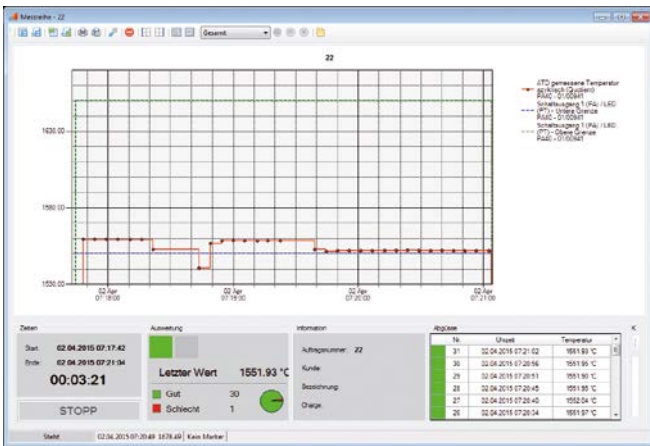 Messreihe - 22
Gesamt
22
ATD gemessene Temperatur
azyklisch (Quotient)
PA40 - 01/00941
Schaltausgang 1 (PA) / LED
(PT) - Untere Grenze
PA40 - 01/00941
Schaltausgang 1 (PA) / LED
(PT) - Obere Grenze
PA40 - 01/00941
1630.00
1580.00
1530.00
02 Apr
07:18:00
02 Apr
07:19:00
02 Apr
07:20:00
02 Apr
07:21:00
Zeiten
Start: 02.04.2015 07:17:42
Ende: 02.04.2015 07:21:04
00:03:21
STOPP
Auswertung
Letzter Wert 1551.93 °C
Gut 30
Schlecht 1
Information
Auftragsnummer: 22
Kunde:
Bezeichnung:
Charge:
Abgüsse
Nr. Uhrzeit Temperatur
31 02.04.2015 07:21:02 1551.93 °C
30 02.04.2015 07:20:56 1551.95 °C
29 02.04.2015 07:20:51 1551.90 °C
28 02.04.2015 07:20:45 1551.95 °C
27 02.04.2015 07:20:40 1552.04 °C
26 02.04.2015 07:20:34 1551.97 °C
Steht 02.04.2015 07:20:49 1678.49 Kein Marker